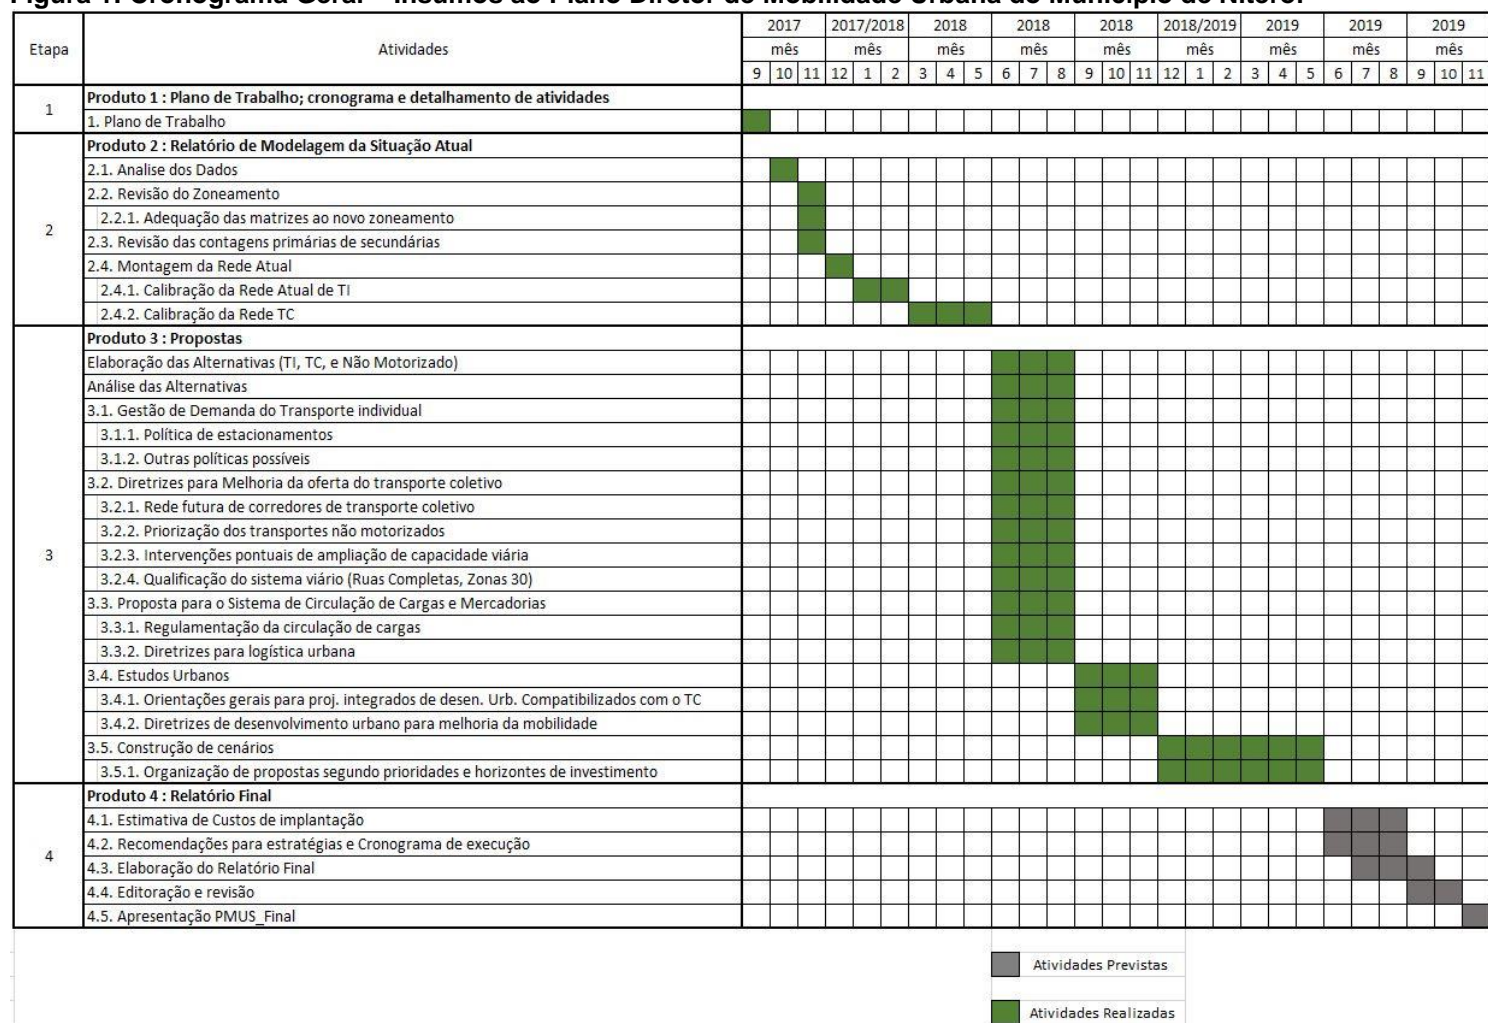 Figura 1: Cronograma Geral – Insumos ao Plano Diretor de Mobilidade Urbana do Município de Niterói
2017 2017/2018 2018 2018 2018 2018/2019 2019 2019 2019
Etapa Atividades mês mês mês mês mês mês mês mês mês
9 10 11 12 1 2 3 4 5 6 7 8 9 10 11 12 1 2 3 4 5 6 7 8 9 10 11
1
Produto 1 : Plano de Trabalho; cronograma e detalhamento de atividades
1. Plano de Trabalho
2
Produto 2 : Relatório de Modelagem da Situação Atual
2.1. Analise dos Dados
2.2. Revisão do Zoneamento
2.2.1. Adequação das matrizes ao novo zoneamento
2.3. Revisão das contagens primárias de secundárias
2.4. Montagem da Rede Atual
2.4.1. Calibração da Rede Atual de TI
2.4.2. Calibração da Rede TC
3
Produto 3 : Propostas
Elaboração das Alternativas (TI, TC, e Não Motorizado)
Análise das Alternativas
3.1. Gestão de Demanda do Transporte individual
3.1.1. Política de estacionamentos
3.1.2. Outras políticas possíveis
3.2. Diretrizes para Melhoria da oferta do transporte coletivo
3.2.1. Rede futura de corredores de transporte coletivo
3.2.2. Priorização dos transportes não motorizados
3.2.3. Intervenções pontuais de ampliação de capacidade viária
3.2.4. Qualificação do sistema viário (Ruas Completas, Zonas 30)
3.3. Proposta para o Sistema de Circulação de Cargas e Mercadorias
3.3.1. Regulamentação da circulação de cargas
3.3.2. Diretrizes para logística urbana
3.4. Estudos Urbanos
3.4.1. Orientações gerais para proj. integrados de desen. Urb. Compatibilizados com o TC
3.4.2. Diretrizes de desenvolvimento urbano para melhoria da mobilidade
3.5. Construção de cenários
3.5.1. Organização de propostas segundo prioridades e horizontes de investimento
4
Produto 4 : Relatório Final
4.1. Estimativa de Custos de implantação
4.2. Recomendações para estratégias e Cronograma de execução
4.3. Elaboração do Relatório Final
4.4. Editoração e revisão
4.5. Apresentação PMUS_Final
Atividades Previstas
Atividades Realizadas